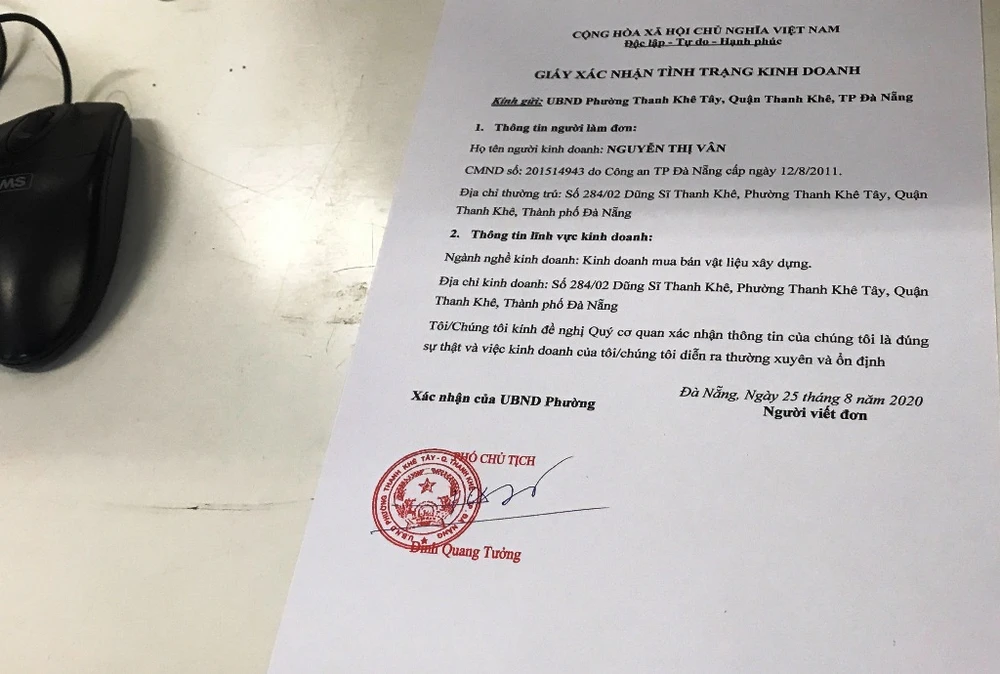 CỘNG HÒA XÃ HỘI CHỦ NGHĨA VIỆT NAM
Độc lập - Tự do - Hạnh phúc
GIẤY XÁC NHẬN TÌNH TRẠNG KINH DOANH
Kính gửi: UBND Phường Thanh Khê Tây, Quận Thanh Khê, TP Đà Nẵng
1. Thông tin người làm đơn:
Họ tên người kinh doanh: NGUYỄN THỊ VÂN
CMND số: 201514943 do Công an TP Đà Nẵng cấp ngày 12/8/2011.
Địa chỉ thường trú: Số 284/02 Dũng Sĩ Thanh Khê, Phường Thanh Khê Tây, Quận
Thanh Khê, Thành phố Đà Nẵng
2. Thông tin lĩnh vực kinh doanh:
Ngành nghề kinh doanh: Kinh doanh mua bán vật liệu xây dựng.
Địa chỉ kinh doanh: Số 284/02 Dũng Sĩ Thanh Khê, Phường Thanh Khê Tây, Quận
Thanh Khê, Thành phố Đà Nẵng
Tôi/Chúng tôi kính đề nghị Quý cơ quan xác nhận thông tin của chúng tôi là đúng
sự thật và việc kinh doanh của tôi/chúng tôi diễn ra thường xuyên và ổn định
Đà Nẵng, Ngày 25 tháng 8 năm 2020
Xác nhận của UBND Phường
Người viết đơn
PHÓ CHỦ TỊCH
U.B.N.D PHƯỜNG THANH KHÊ TÂY - Q. THANH KHÊ - TP. ĐÀ NẴNG
Đinh Quang Tưởng